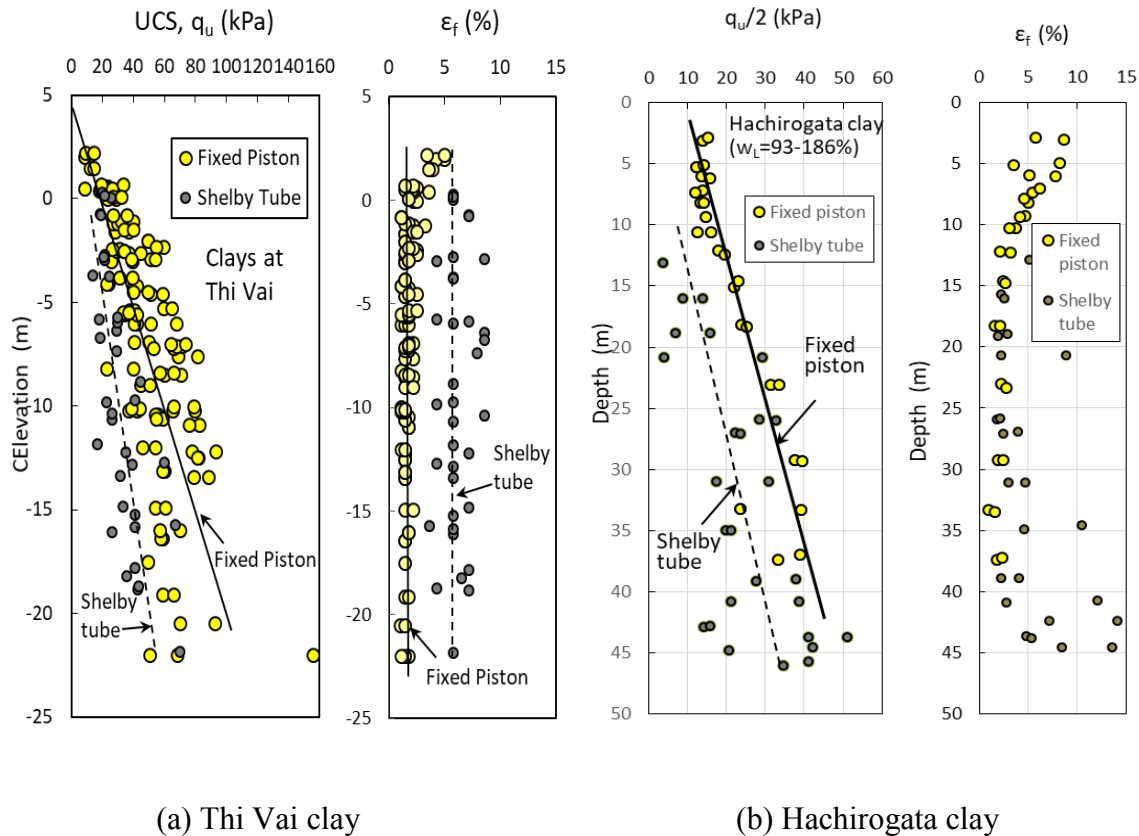 UCS, qu (kPa)
0 20 40 60 80 100 120 140 160
5
0
-5
-10
-15
-20
-25
CElevation (m)
Fixed Piston
Shelby Tube
Clays at
Thi Vai
Fixed Piston
Shelby
tube
εf (%)
0 5 10 15
5
0
-5
-10
-15
-20
-25
Shelby
tube
Fixed Piston
(a) Thi Vai clay
qu/2 (kPa)
0 10 20 30 40 50 60
0
5
10
15
20
25
30
35
40
45
50
Depth (m)
Hachirogata clay
(wL=93-186%)
Fixed piston
Shelby tube
Fixed
piston
Shelby
tube
εf (%)
0 5 10 15
0
5
10
15
20
25
30
35
40
45
50
Depth (m)
Fixed
piston
Shelby
tube
(b) Hachirogata clay